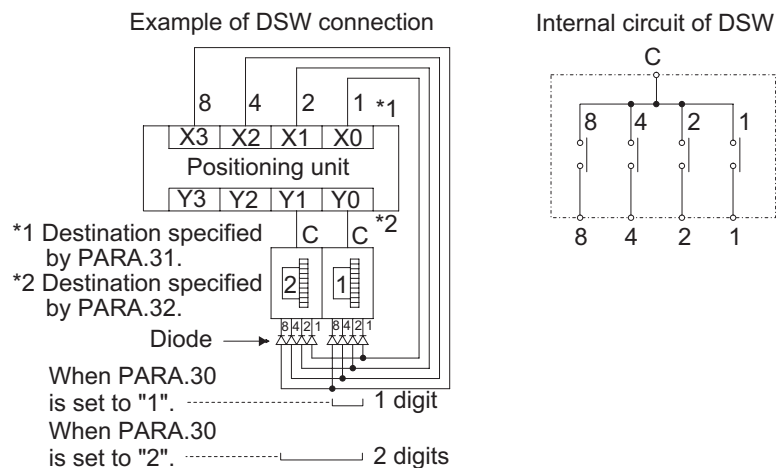 Example of DSW connection
Internal circuit of DSW
C
8 4 2 1 *1
X3 X2 X1 X0
8 4 2 1
Positioning unit
Y3 Y2 Y1 Y0
*2
*1 Destination specified
by PARA.31.
C C
8 4 2 1
*2 Destination specified
by PARA.32.
2 1
8 4 2 1 8 4 2 1
Diode
When PARA.30
is set to "1".
1 digit
When PARA.30
is set to "2".
2 digits